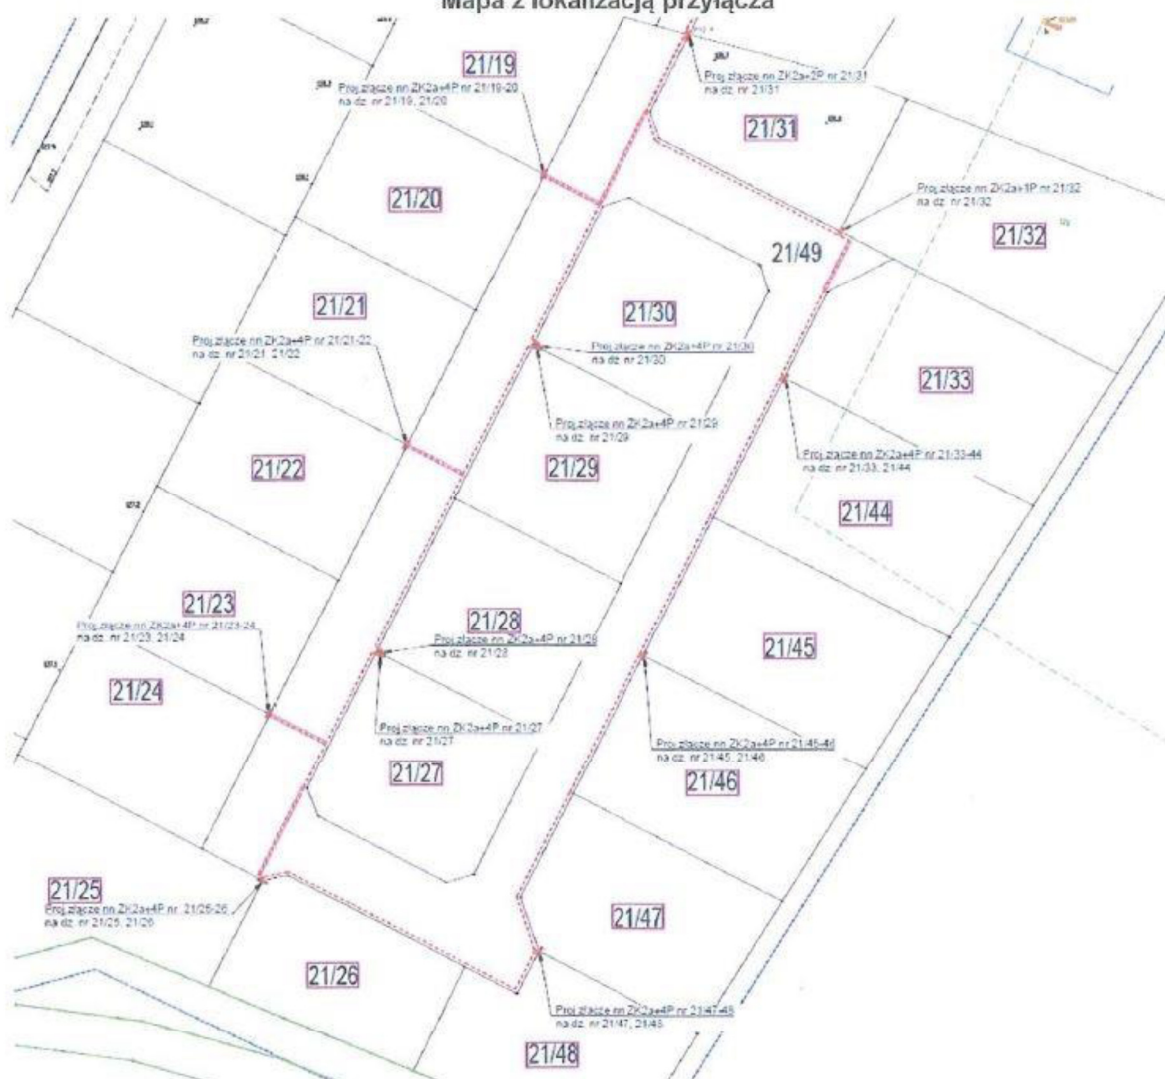 Mapa z lokalizacją przyłącza
21/19
Proj.złącze nn ZK2a+4P nr 21/19-20
na dz. nr 21/19, 21/20
Proj.złącze nn ZK2a+2P nr 21/31
na dz. nr 21/31
21/31
21/20
Proj.złącze nn ZK2a+1P nr 21/32
na dz. nr 21/32
21/32
21/49
21/21
21/30
Proj.złącze nn ZK2a+4P nr 21/21-22
na dz. nr 21/21, 21/22
Proj.złącze nn ZK2a+4P nr 21/30
na dz. nr 21/30
21/33
Proj.złącze nn ZK2a+4P nr 21/29
na dz. nr 21/29
21/22
21/29
Proj.złącze nn ZK2a+4P nr 21/33-44
na dz. nr 21/33, 21/44
21/44
21/23
Proj.złącze nn ZK2a+4P nr 21/23-24
na dz. nr 21/23, 21/24
21/28
Proj.złącze nn ZK2a+4P nr 21/28
na dz. nr 21/28
21/45
21/24
Proj.złącze nn ZK2a+4P nr 21/27
na dz. nr 21/27
Proj.złącze nn ZK2a+4P nr 21/45-46
na dz. nr 21/45, 21/46
21/27
21/46
21/25
Proj.złącze nn ZK2a+4P nr 21/25-26
na dz. nr 21/25, 21/26
21/47
21/26
Proj.złącze nn ZK2a+4P nr 21/47-48
na dz. nr 21/47, 21/48
21/48